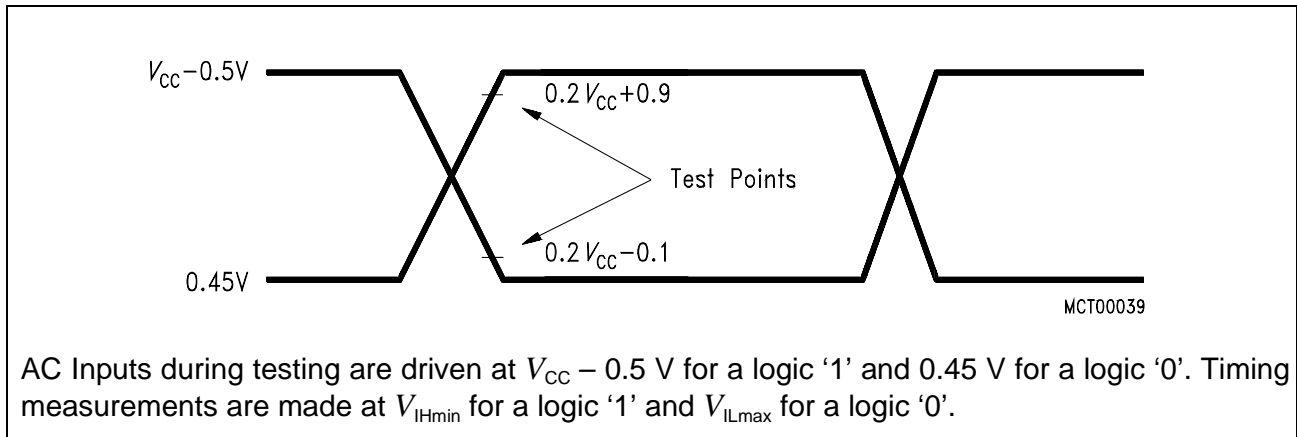 V_CC−0.5V
0.2 V_CC+0.9
Test Points
0.2 V_CC−0.1
0.45V
MCT00039
AC Inputs during testing are driven at V_CC – 0.5 V for a logic ‘1’ and 0.45 V for a logic ‘0’. Timing
measurements are made at V_IHmin for a logic ‘1’ and V_ILmax for a logic ‘0’.